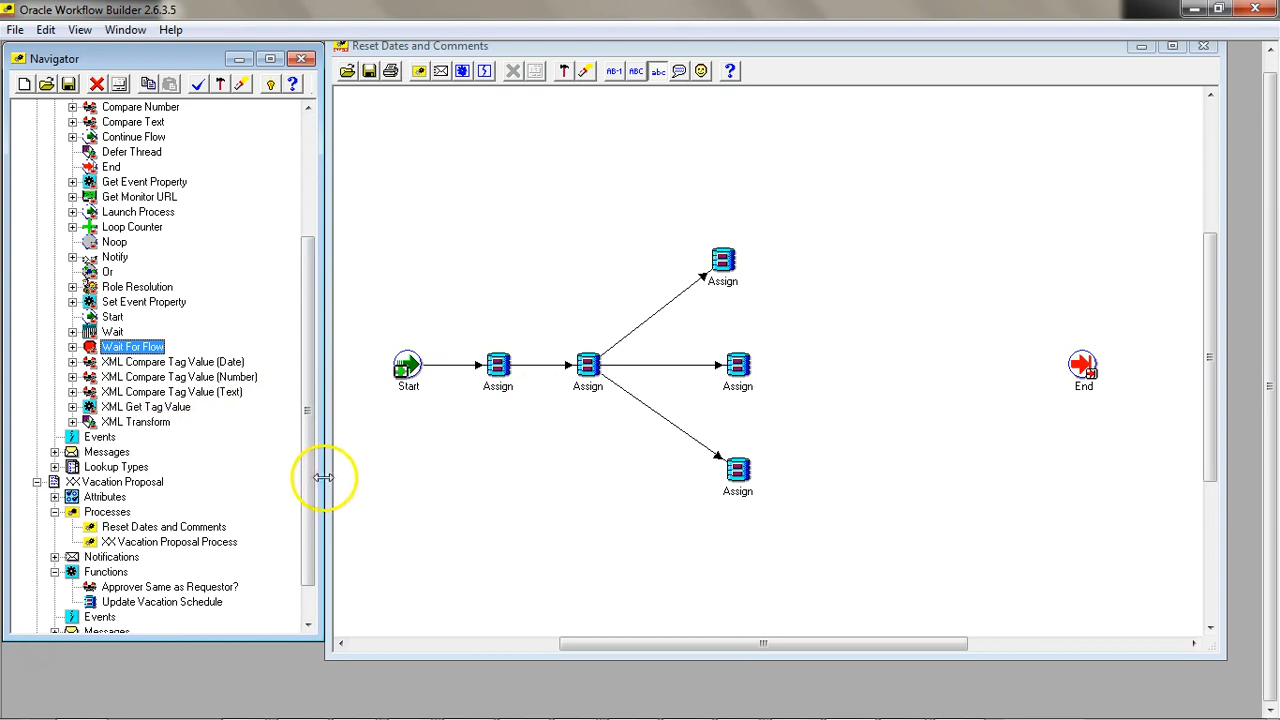 Oracle Workflow Builder 2.6.3.5
File Edit View Window Help
Navigator
Compare Number
Compare Text
Continue Flow
Defer Thread
End
Get Event Property
Get Monitor URL
Launch Process
Loop Counter
Noop
Notify
Or
Role Resolution
Set Event Property
Start
Wait
Wait For Flow
XML Compare Tag Value (Date)
XML Compare Tag Value (Number)
XML Compare Tag Value (Text)
XML Get Tag Value
XML Transform
Events
Messages
Lookup Types
XX Vacation Proposal
Attributes
Processes
Reset Dates and Comments
XX Vacation Proposal Process
Notifications
Functions
Approver Same as Requestor?
Update Vacation Schedule
Events
Messages
Reset Dates and Comments
AB-1 ABC abc
Assign
Start Assign Assign Assign End
Assign